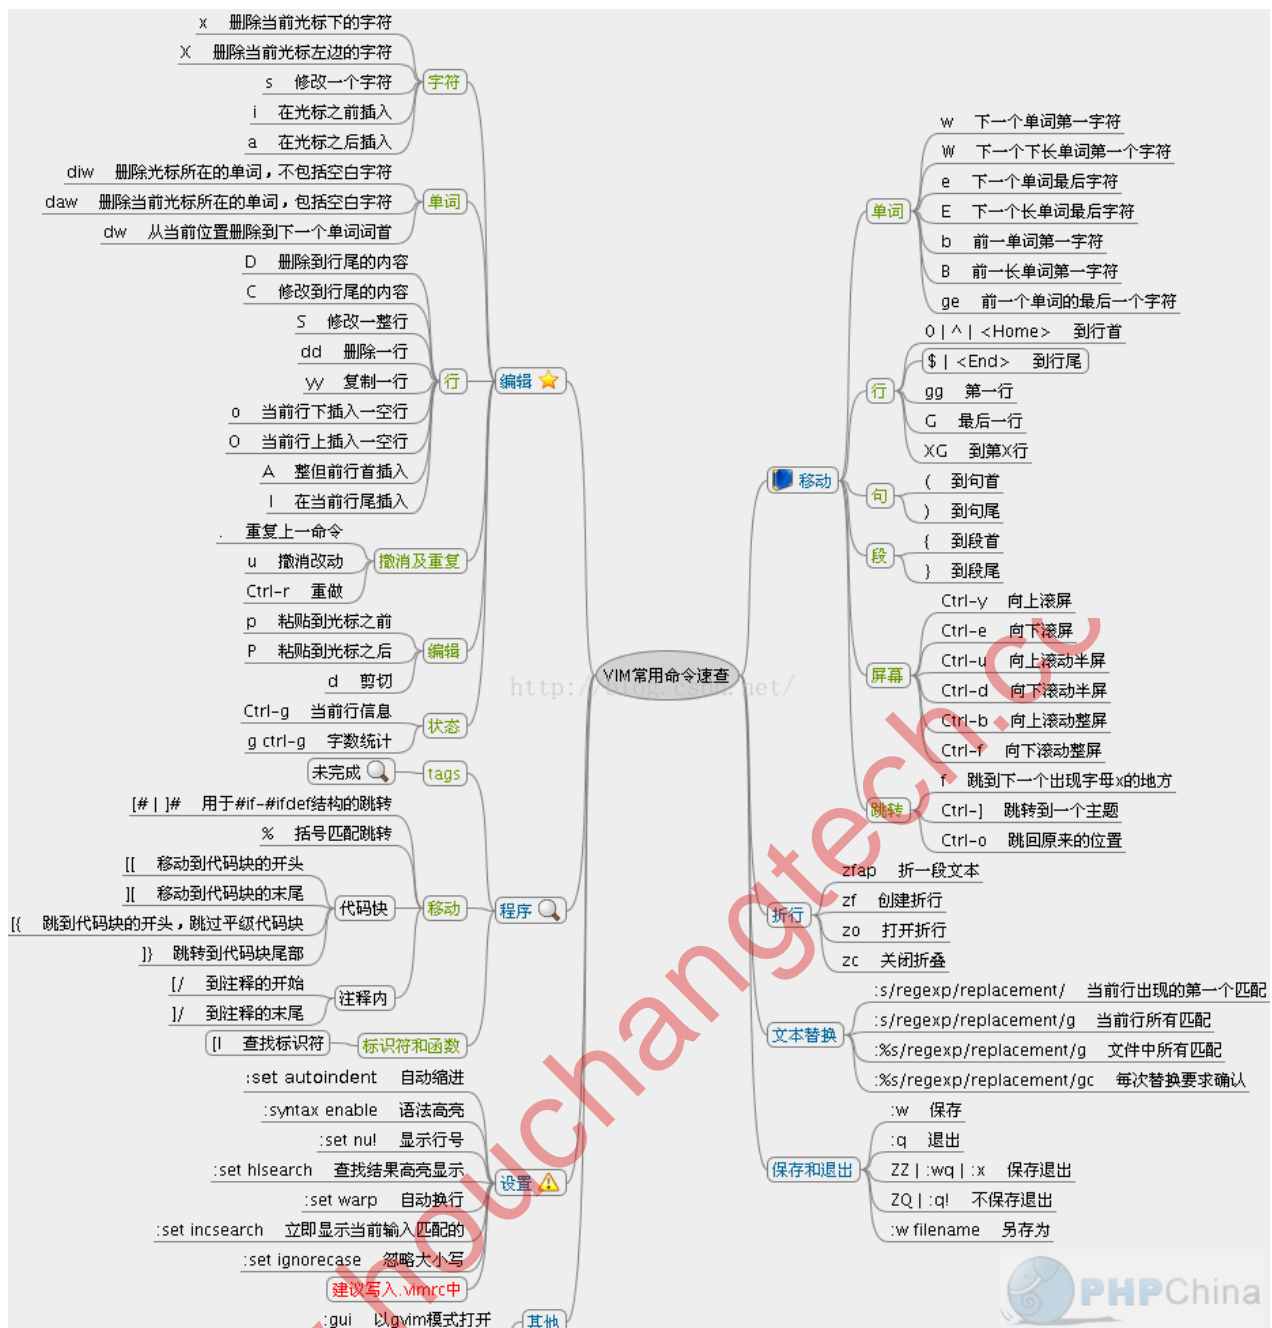 x 删除当前光标下的字符
X 删除当前光标左边的字符
s 修改一个字符
i 在光标之前插入
a 在光标之后插入
字符
diw 删除光标所在的单词，不包括空白字符
daw 删除当前光标所在的单词，包括空白字符
dw 从当前位置删除到下一个单词词首
单词
D 删除到行尾的内容
C 修改到行尾的内容
S 修改一整行
dd 删除一行
yy 复制一行
o 当前行下插入一空行
O 当前行上插入一空行
A 整但前行首插入
I 在当前行尾插入
行
编辑
. 重复上一命令
u 撤消改动
Ctrl-r 重做
撤消及重复
p 粘贴到光标之前
P 粘贴到光标之后
d 剪切
编辑
Ctrl-g 当前行信息
g ctrl-g 字数统计
状态
未完成
tags
[# | ]# 用于#if-#ifdef结构的跳转
% 括号匹配跳转
[[ 移动到代码块的开头
][ 移动到代码块的末尾
[{ 跳到代码块的开头，跳过平级代码块
]} 跳转到代码块尾部
代码快
移动
程序
[/ 到注释的开始
]/ 到注释的末尾
注释内
[I 查找标识符
标识符和函数
:set autoindent 自动缩进
:syntax enable 语法高亮
:set nu! 显示行号
:set hlsearch 查找结果高亮显示
:set warp 自动换行
:set incsearch 立即显示当前输入匹配的
:set ignorecase 忽略大小写
建议写入.vimrc中
设置
:gui 以gvim模式打开
其他
VIM常用命令速查
http://blog.csdn.net/
w 下一个单词第一字符
W 下一个下长单词第一个字符
e 下一个单词最后字符
E 下一个长单词最后字符
b 前一单词第一字符
B 前一长单词第一字符
ge 前一个单词的最后一个字符
单词
0 | ^ | <Home> 到行首
$ | <End> 到行尾
gg 第一行
G 最后一行
XG 到第X行
行
移动
( 到句首
) 到句尾
句
{ 到段首
} 到段尾
段
Ctrl-y 向上滚屏
Ctrl-e 向下滚屏
Ctrl-u 向上滚动半屏
Ctrl-d 向下滚动半屏
Ctrl-b 向上滚动整屏
Ctrl-f 向下滚动整屏
屏幕
f 跳到下一个出现字母x的地方
Ctrl-] 跳转到一个主题
Ctrl-o 跳回原来的位置
跳转
zfap 折一段文本
zf 创建折行
zo 打开折行
zc 关闭折叠
折行
:s/regexp/replacement/ 当前行出现的第一个匹配
:s/regexp/replacement/g 当前行所有匹配
:%s/regexp/replacement/g 文件中所有匹配
:%s/regexp/replacement/gc 每次替换要求确认
文本替换
:w 保存
:q 退出
ZZ | :wq | :x 保存退出
ZQ | :q! 不保存退出
:w filename 另存为
保存和退出
PHPChina